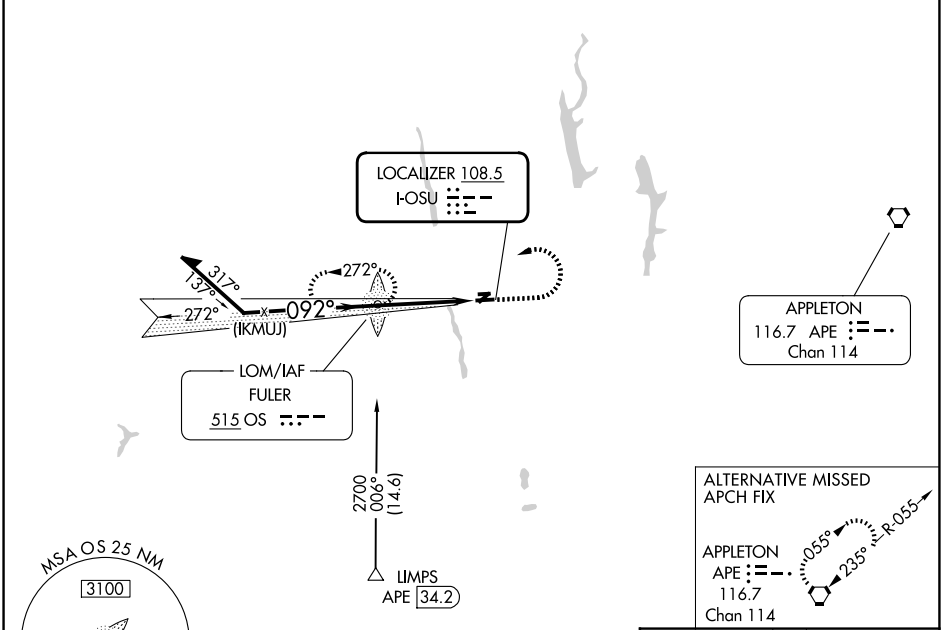 LOCALIZER 108.5
I-OSU
317°
137°
272°
272°
092°
(IKMUJ)
APPLETON
116.7 APE
Chan 114
LOM/IAF
FULER
515 OS
2700
006°
(14.6)
LIMPS
APE 34.2
MSA OS 25 NM
3100
ALTERNATIVE MISSED
APCH FIX
APPLETON
APE
116.7
Chan 114
055°
235°
R-055